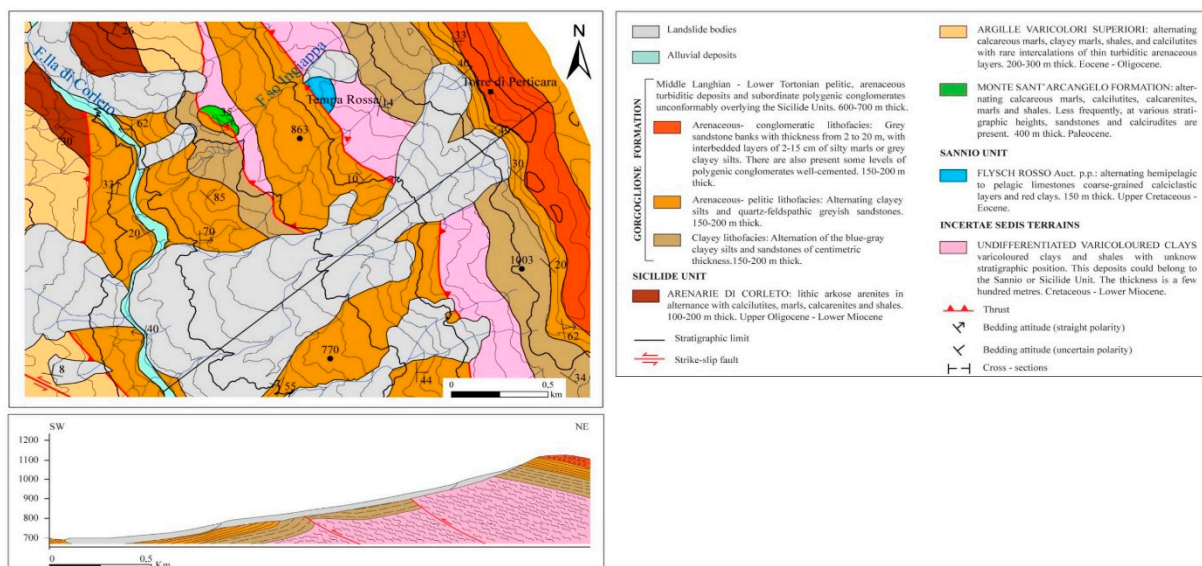 F.lla di Corleto
F.so Ingiappa
N
Torre di Perticara
Tempa Rossa
26
33
46
14
15
863
62
49
30
30
32
85
10
20
70
1003
20
40
770
62
8
55
44
34
0
0,5
km
SW
NE
1200
1100
1000
900
800
700
0
0,5
Km
Landslide bodies
Alluvial deposits
GORGOGLIONE FORMATION
Middle Langhian - Lower Tortonian pelitic, arenaceous
turbiditic deposits and subordinate polygenic conglomerates
unconformably overlying the Sicilide Units. 600-700 m thick.
Arenaceous- conglomeratic lithofacies: Grey
sandstone banks with thickness from 2 to 20 m, with
interbedded layers of 2-15 cm of silty marls or grey
clayey silts. There are also present some levels of
polygenic conglomerates well-cemented. 150-200 m
thick.
Arenaceous- pelitic lithofacies: Alternating clayey
silts and quartz-feldspathic greyish sandstones.
150-200 m thick.
Clayey lithofacies: Alternation of the blue-gray
clayey silts and sandstones of centimetric
thickness.150-200 m thick.
SICILIDE UNIT
ARENARIE DI CORLETO: lithic arkose arenites in
alternance with calcilutites, marls, calcarenites and shales.
100-200 m thick. Upper Oligocene - Lower Miocene
Stratigraphic limit
Strike-slip fault
ARGILLE VARICOLORI SUPERIORI: alternating
calcareous marls, clayey marls, shales, and calcilutites
with rare intercalations of thin turbiditic arenaceous
layers. 200-300 m thick. Eocene - Oligocene.
MONTE SANT'ARCANGELO FORMATION: alter-
nating calcareous marls, calcilutites, calcarenites,
marls and shales. Less frequently, at various strati-
graphic heights, sandstones and calcirudites are
present. 400 m thick. Paleocene.
SANNIO UNIT
FLYSCH ROSSO Auct. p.p.: alternating hemipelagic
to pelagic limestones coarse-grained calciclastic
layers and red clays. 150 m thick. Upper Cretaceous -
Eocene.
INCERTAE SEDIS TERRAINS
UNDIFFERENTIATED VARICOLOURED CLAYS
varicoloured clays and shales with unknow
stratigraphic position. This deposits could belong to
the Sannio or Sicilide Unit. The thickness is a few
hundred metres. Cretaceous - Lower Miocene.
Thrust
Bedding attitude (straight polarity)
Bedding attitude (uncertain polarity)
Cross - sections